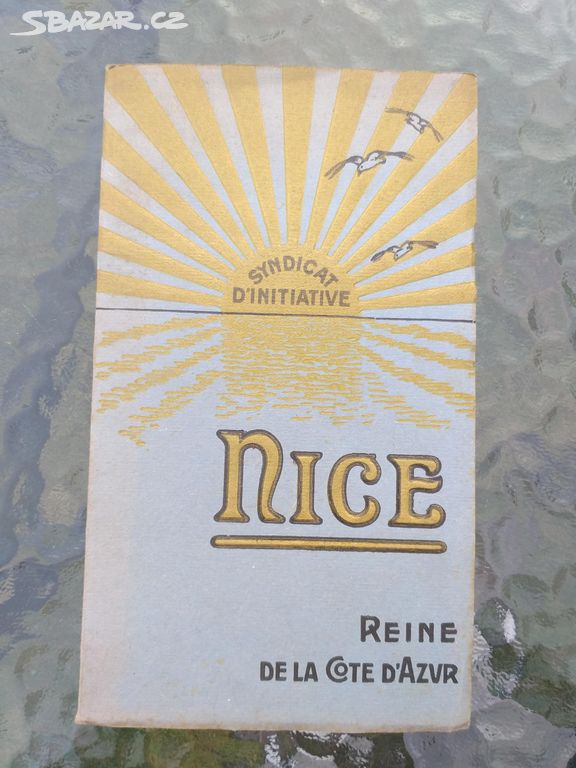 SBAZAR.CZ
SYNDICAT
D'INITIATIVE
NICE
REINE
DE LA COTE D'AZVR